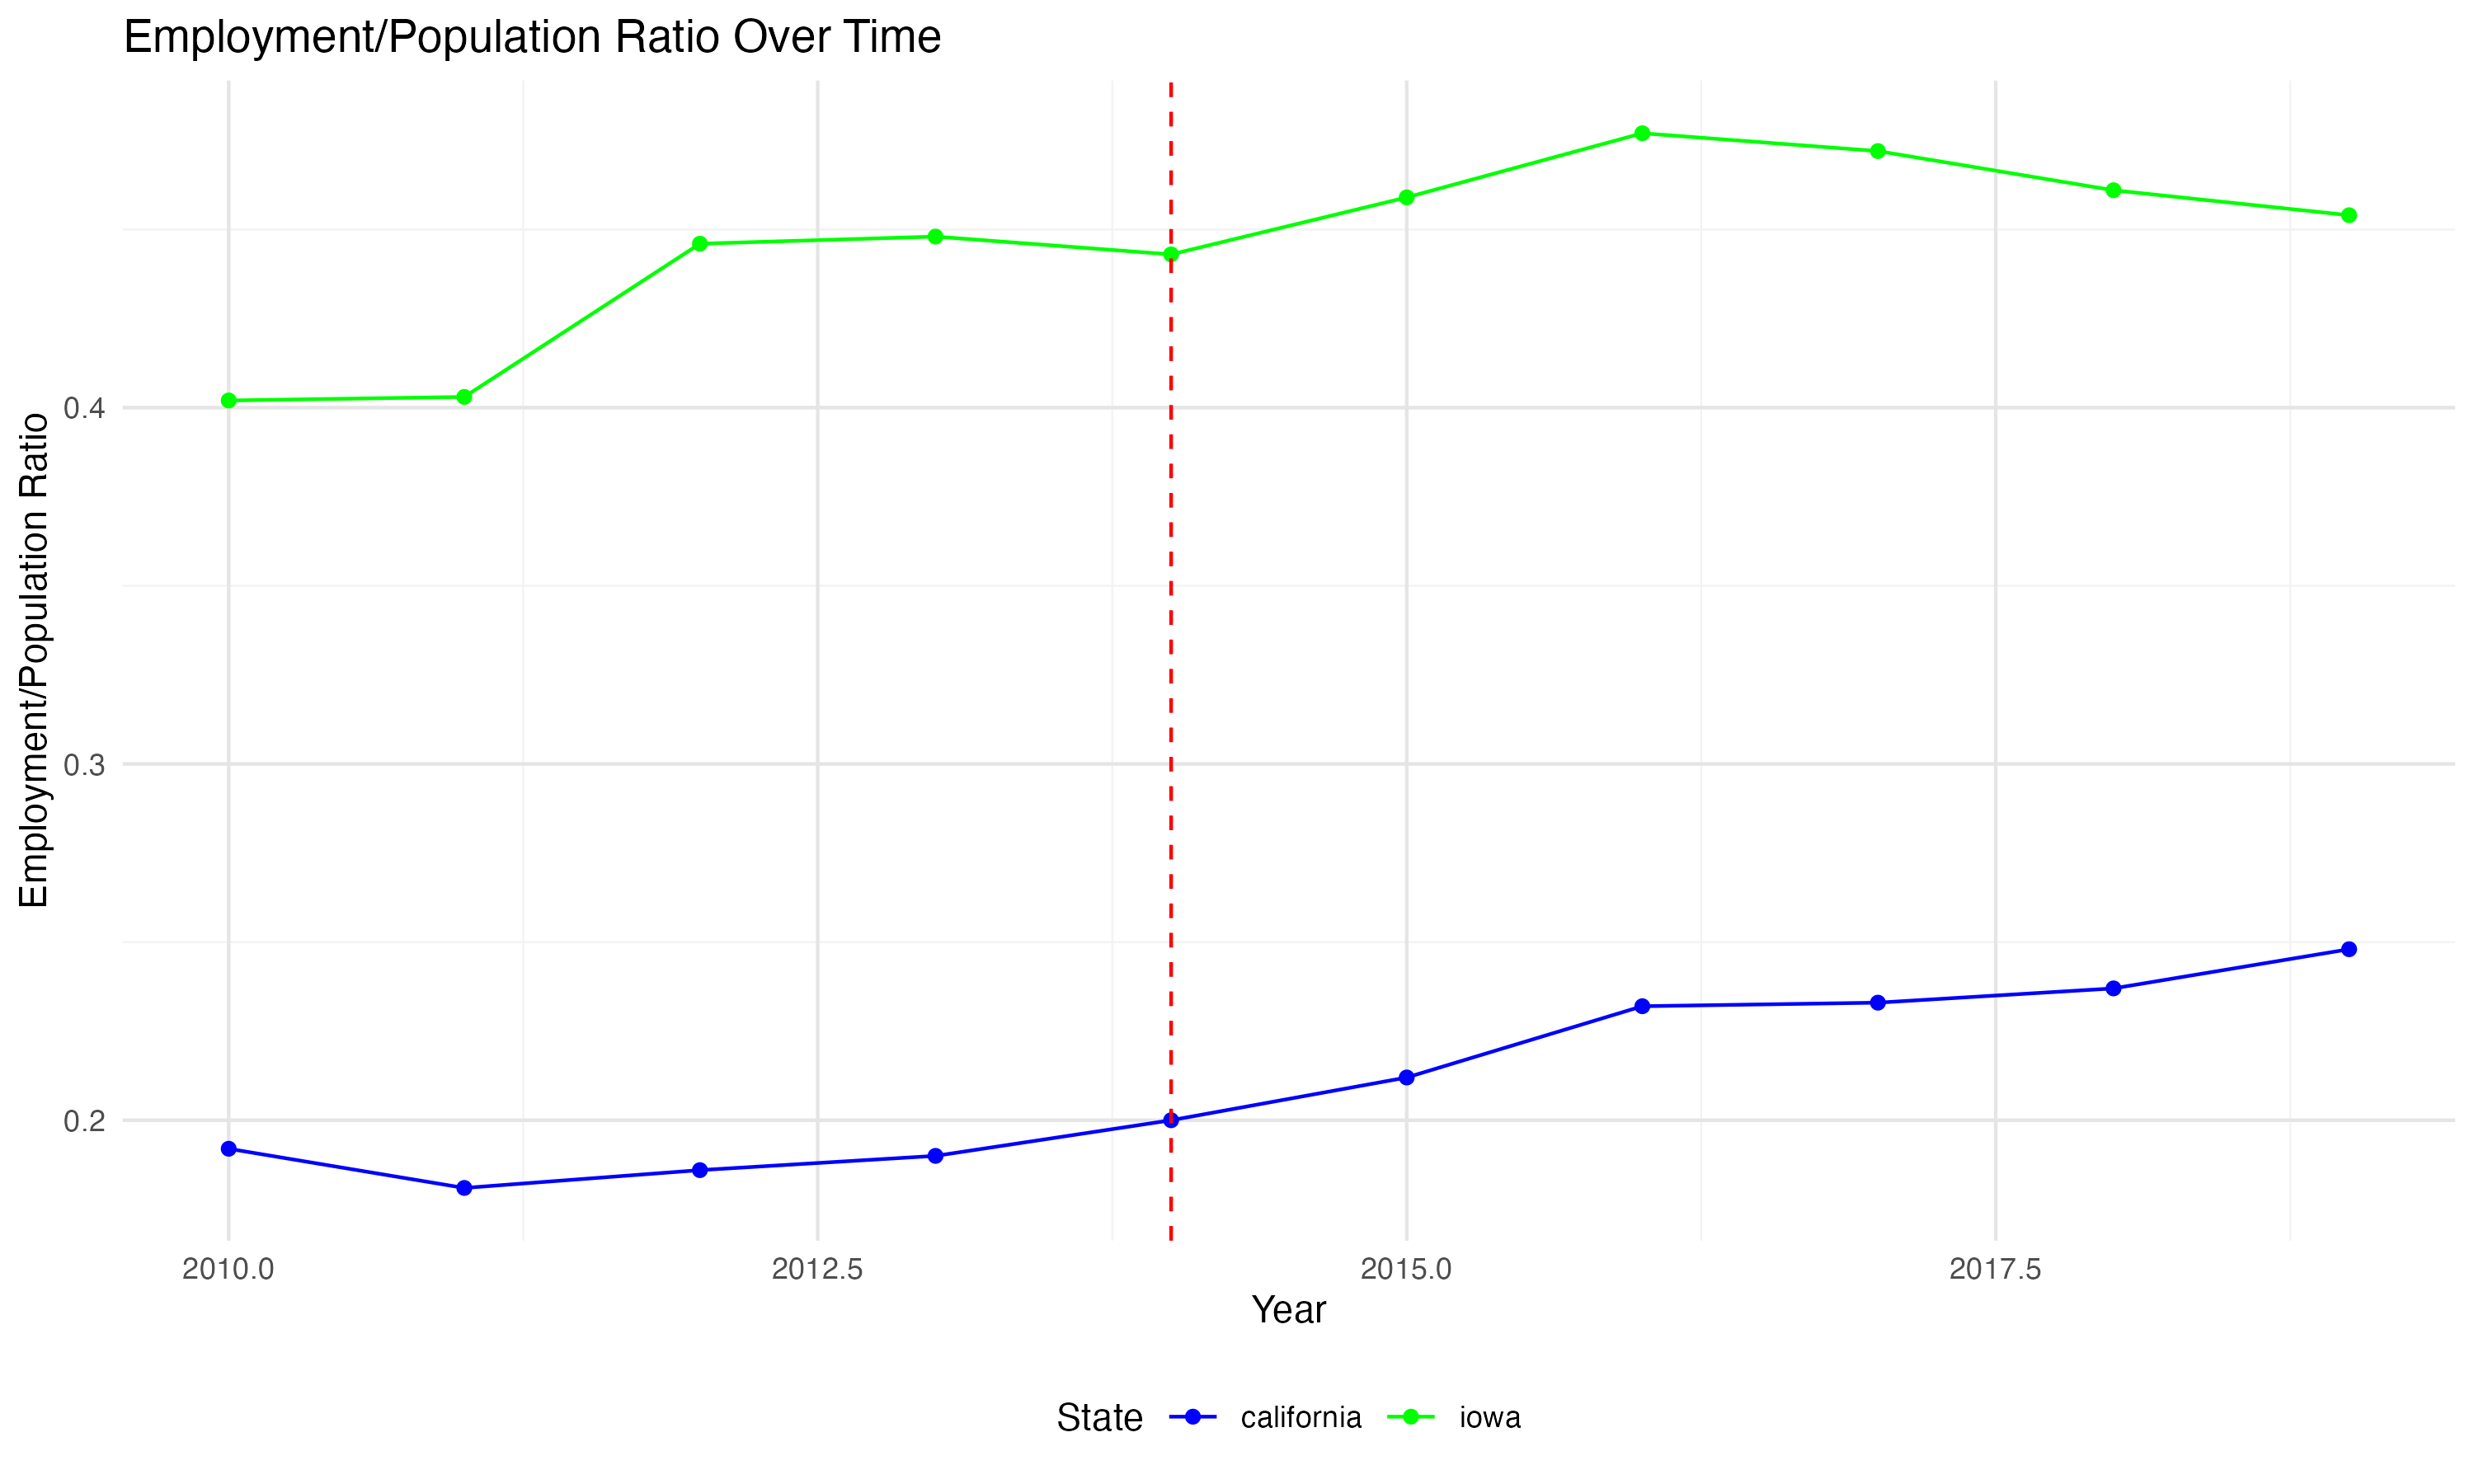 Employment/Population Ratio Over Time
Employment/Population Ratio
0.4
0.3
0.2
2010.0 2012.5 2015.0 2017.5
Year
State california iowa